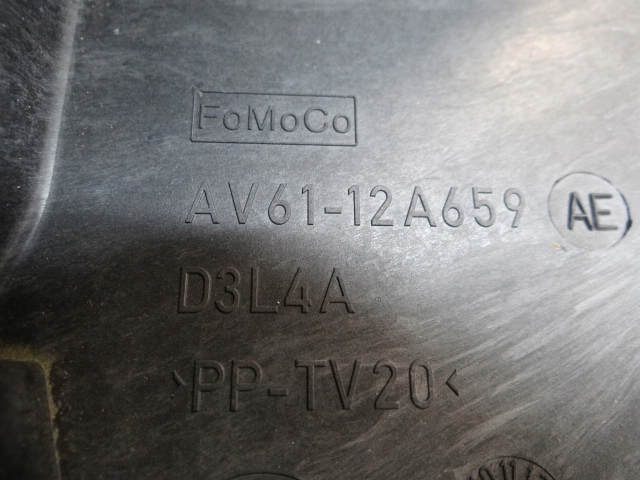 FoMoCo
AV61-12A659 AE
D3L4A
>PP-TV20<